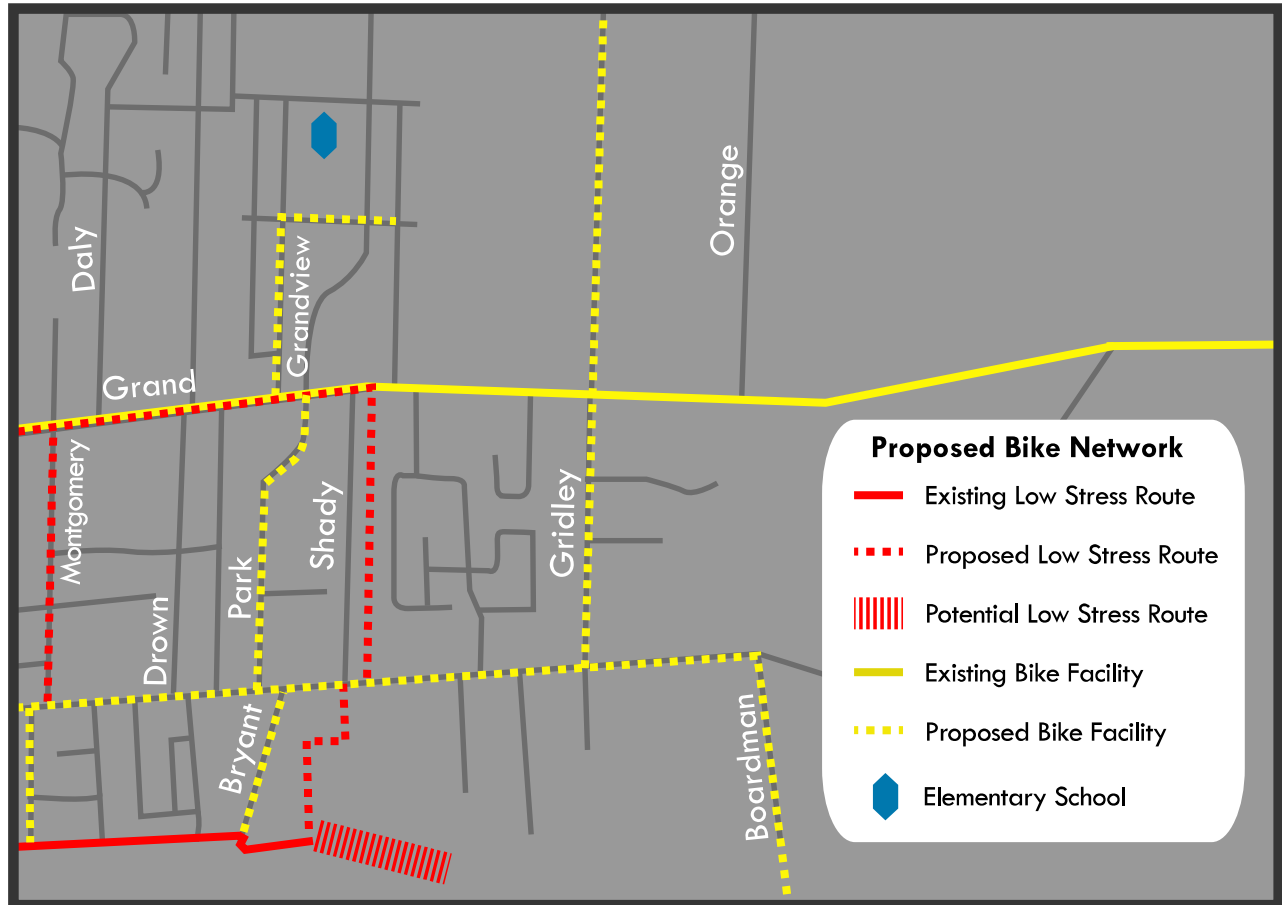 Daly
Grandview
Orange
Grand
Montgomery
Drown
Park
Shady
Gridley
Bryant
Boardman
Proposed Bike Network
Existing Low Stress Route
Proposed Low Stress Route
Potential Low Stress Route
Existing Bike Facility
Proposed Bike Facility
Elementary School